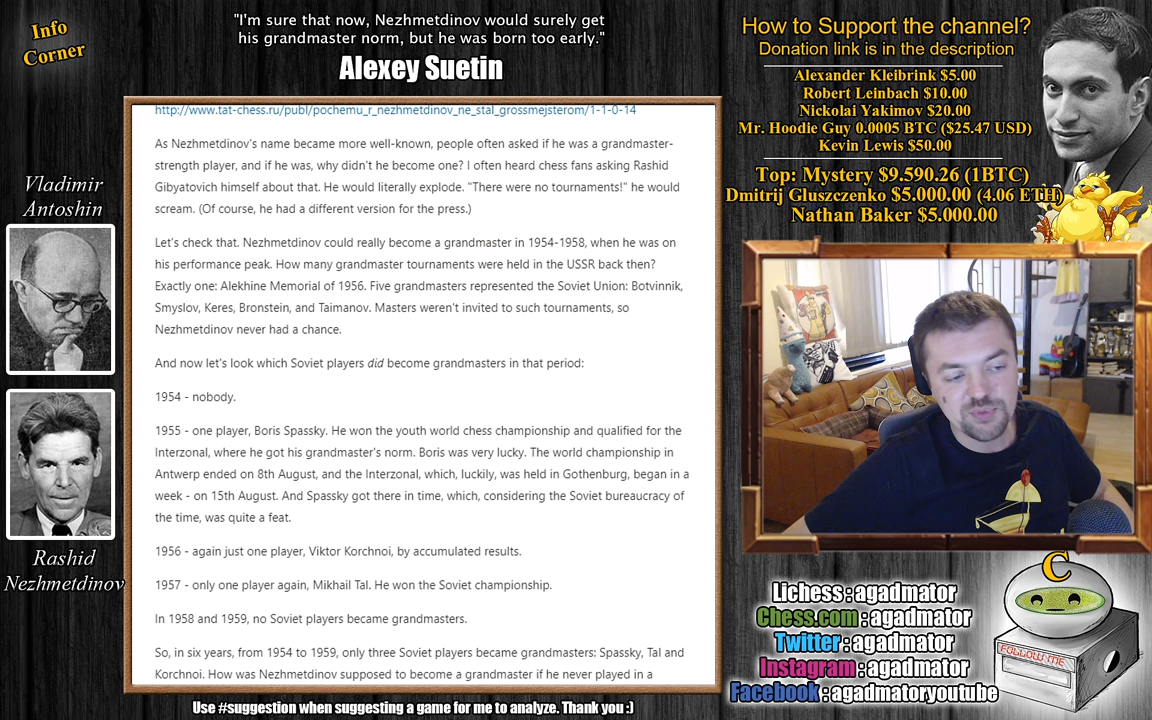 Info
Corner
"I'm sure that now, Nezhmetdinov would surely get
his grandmaster norm, but he was born too early."
Alexey Suetin
Vladimir
Antoshin
Rashid
Nezhmetdinov
http://www.tat-chess.ru/publ/pochemu_r_nezhmetdinov_ne_stal_grossmejsterom/1-1-0-14
As Nezhmetdinov's name became more well-known, people often asked if he was a grandmaster-
strength player, and if he was, why didn't he become one? I often heard chess fans asking Rashid
Gibyatovich himself about that. He would literally explode. "There were no tournaments!" he would
scream. (Of course, he had a different version for the press.)
Let's check that. Nezhmetdinov could really become a grandmaster in 1954-1958, when he was on
his performance peak. How many grandmaster tournaments were held in the USSR back then?
Exactly one: Alekhine Memorial of 1956. Five grandmasters represented the Soviet Union: Botvinnik,
Smyslov, Keres, Bronstein, and Taimanov. Masters weren't invited to such tournaments, so
Nezhmetdinov never had a chance.
And now let's look which Soviet players did become grandmasters in that period:
1954 - nobody.
1955 - one player, Boris Spassky. He won the youth world chess championship and qualified for the
Interzonal, where he got his grandmaster's norm. Boris was very lucky. The world championship in
Antwerp ended on 8th August, and the Interzonal, which, luckily, was held in Gothenburg, began in a
week - on 15th August. And Spassky got there in time, which, considering the Soviet bureaucracy of
the time, was quite a feat.
1956 - again just one player, Viktor Korchnoi, by accumulated results.
1957 - only one player again, Mikhail Tal. He won the Soviet championship.
In 1958 and 1959, no Soviet players became grandmasters.
So, in six years, from 1954 to 1959, only three Soviet players became grandmasters: Spassky, Tal and
Korchnoi. How was Nezhmetdinov supposed to become a grandmaster if he never played in a
Use #suggestion when suggesting a game for me to analyze. Thank you :)
How to Support the channel?
Donation link is in the description
Alexander Kleibrink $5.00
Robert Leinbach $10.00
Nickolai Yakimov $20.00
Mr. Hoodie Guy 0.0005 BTC ($25.47 USD)
Kevin Lewis $50.00
Top: Mystery $9.590.26 (1BTC)
Dmitrij Gluszczenko $5.000.00 (4.06 ETH)
Nathan Baker $5.000.00
Lichess : agadmator
Chess.com : agadmator
Twitter : agadmator
Instagram : agadmator
Facebook : agadmatoryoutube
C
FOLLOW ME